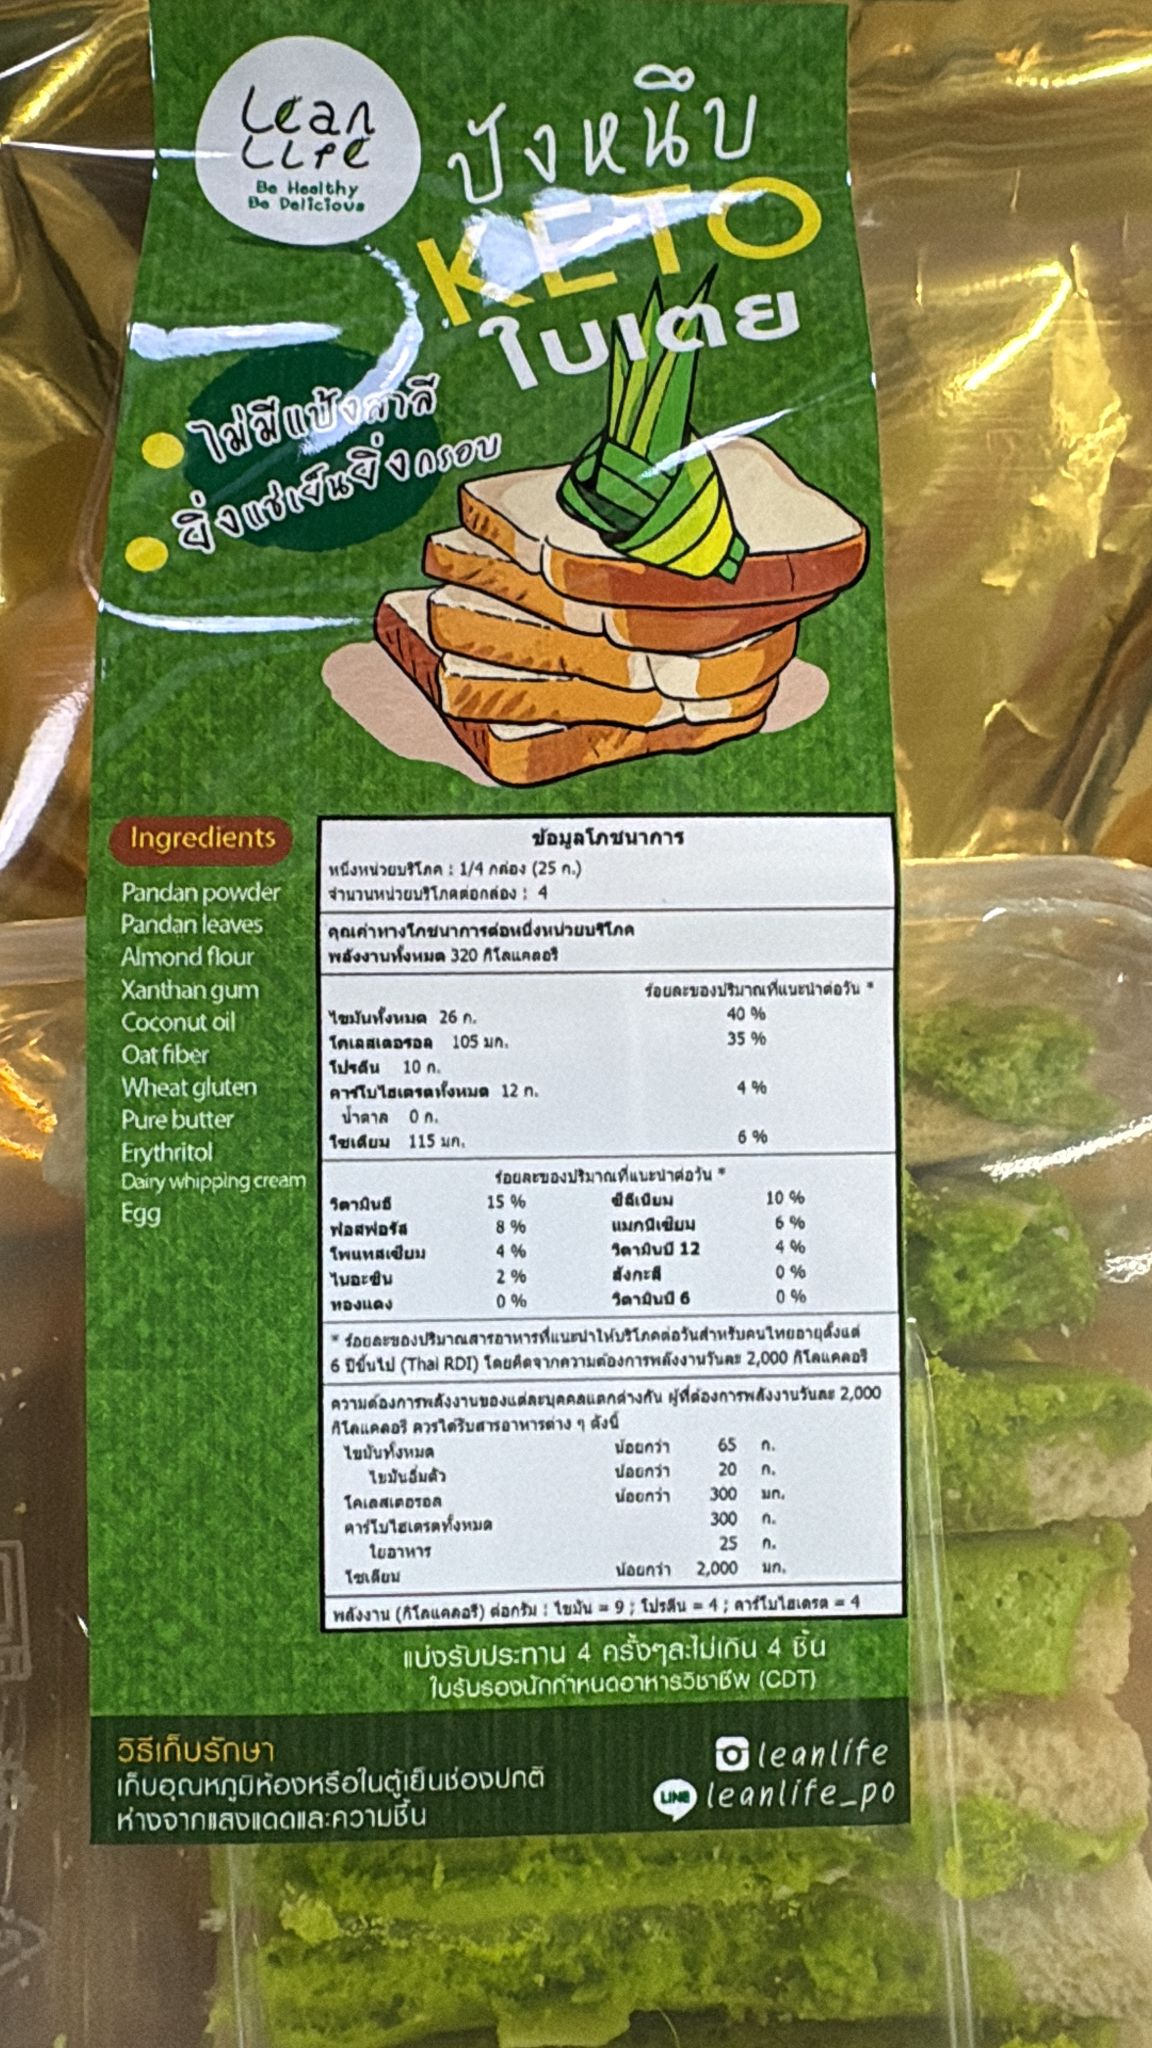 Lean
Life
Be Healthy
Be Delicious
ปังหนึบ
KETO
ใบเตย
ไม่มีแป้งสาลี
ยิ่งแช่เย็นยิ่งกรอบ
Ingredients
Pandan powder
Pandan leaves
Almond flour
Xanthan gum
Coconut oil
Oat fiber
Wheat gluten
Pure butter
Erythritol
Dairy whipping cream
Egg
ข้อมูลโภชนาการ
หนึ่งหน่วยบริโภค : 1/4 กล่อง (25 ก.)
จำนวนหน่วยบริโภคต่อกล่อง : 4
คุณค่าทางโภชนาการต่อหนึ่งหน่วยบริโภค
พลังงานทั้งหมด 320 กิโลแคลอรี
ร้อยละของปริมาณที่แนะนำต่อวัน *
ไขมันทั้งหมด 26 ก. 40 %
โคเลสเตอรอล 105 มก. 35 %
โปรตีน 10 ก.
คาร์โบไฮเดรตทั้งหมด 12 ก. 4 %
น้ำตาล 0 ก.
โซเดียม 115 มก. 6 %
ร้อยละของปริมาณที่แนะนำต่อวัน *
วิตามินอี 15 % ซีลีเนียม 10 %
ฟอสฟอรัส 8 % แมกนีเซียม 6 %
โพแทสเซียม 4 % วิตามินบี 12 4 %
ไนอะซิน 2 % สังกะสี 0 %
ทองแดง 0 % วิตามินบี 6 0 %
* ร้อยละของปริมาณสารอาหารที่แนะนำให้บริโภคต่อวันสำหรับคนไทยอายุตั้งแต่
6 ปีขึ้นไป (Thai RDI) โดยคิดจากความต้องการพลังงานวันละ 2,000 กิโลแคลอรี
ความต้องการพลังงานของแต่ละบุคคลแตกต่างกัน ผู้ที่ต้องการพลังงานวันละ 2,000
กิโลแคลอรี ควรได้รับสารอาหารต่าง ๆ ดังนี้
ไขมันทั้งหมด น้อยกว่า 65 ก.
ไขมันอิ่มตัว น้อยกว่า 20 ก.
โคเลสเตอรอล น้อยกว่า 300 มก.
คาร์โบไฮเดรตทั้งหมด 300 ก.
ใยอาหาร 25 ก.
โซเดียม น้อยกว่า 2,000 มก.
พลังงาน (กิโลแคลอรี) ต่อกรัม : ไขมัน = 9 ; โปรตีน = 4 ; คาร์โบไฮเดรต = 4
แบ่งรับประทาน 4 ครั้งๆละไม่เกิน 4 ชิ้น
ใบรับรองนักกำหนดอาหารวิชาชีพ (CDT)
วิธีเก็บรักษา
เก็บอุณหภูมิห้องหรือในตู้เย็นช่องปกติ
ห่างจากแสงแดดและความชื้น
leanlife
LINE leanlife_po